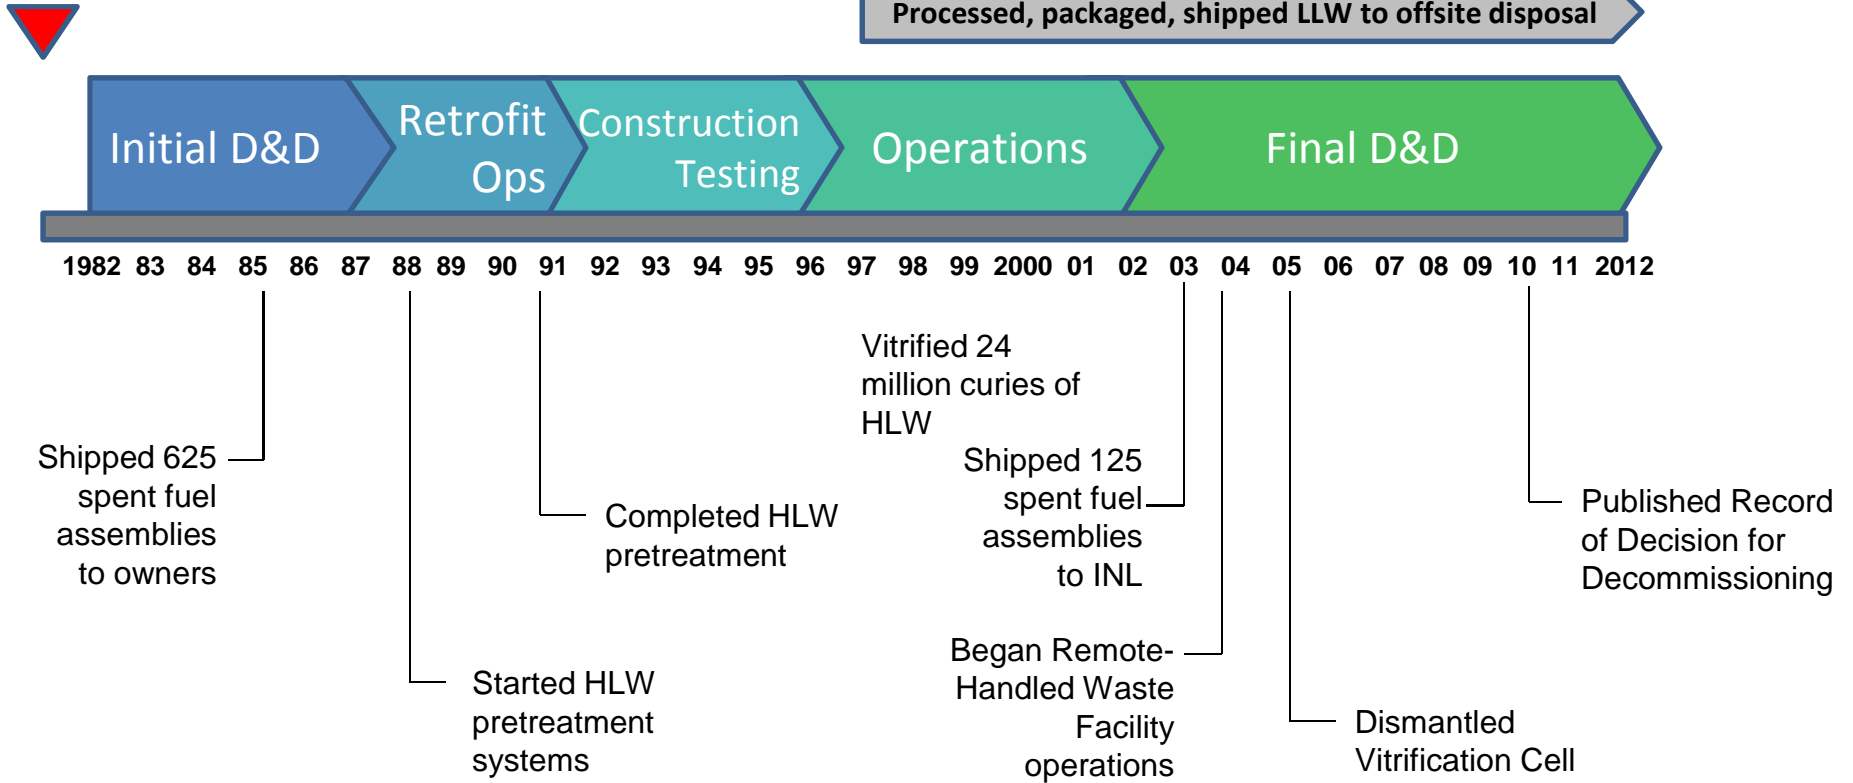 Processed, packaged, shipped LLW to offsite disposal
Initial D&D
Retrofit
Ops
Construction
Testing
Operations
Final D&D
1982 83 84 85 86 87 88 89 90 91 92 93 94 95 96 97 98 99 2000 01 02 03 04 05 06 07 08 09 10 11 2012
Shipped 625
spent fuel
assemblies
to owners
Started HLW
pretreatment
systems
Completed HLW
pretreatment
Vitrified 24
million curies of
HLW
Shipped 125
spent fuel
assemblies
to INL
Began Remote-
Handled Waste
Facility
operations
Dismantled
Vitrification Cell
Published Record
of Decision for
Decommissioning